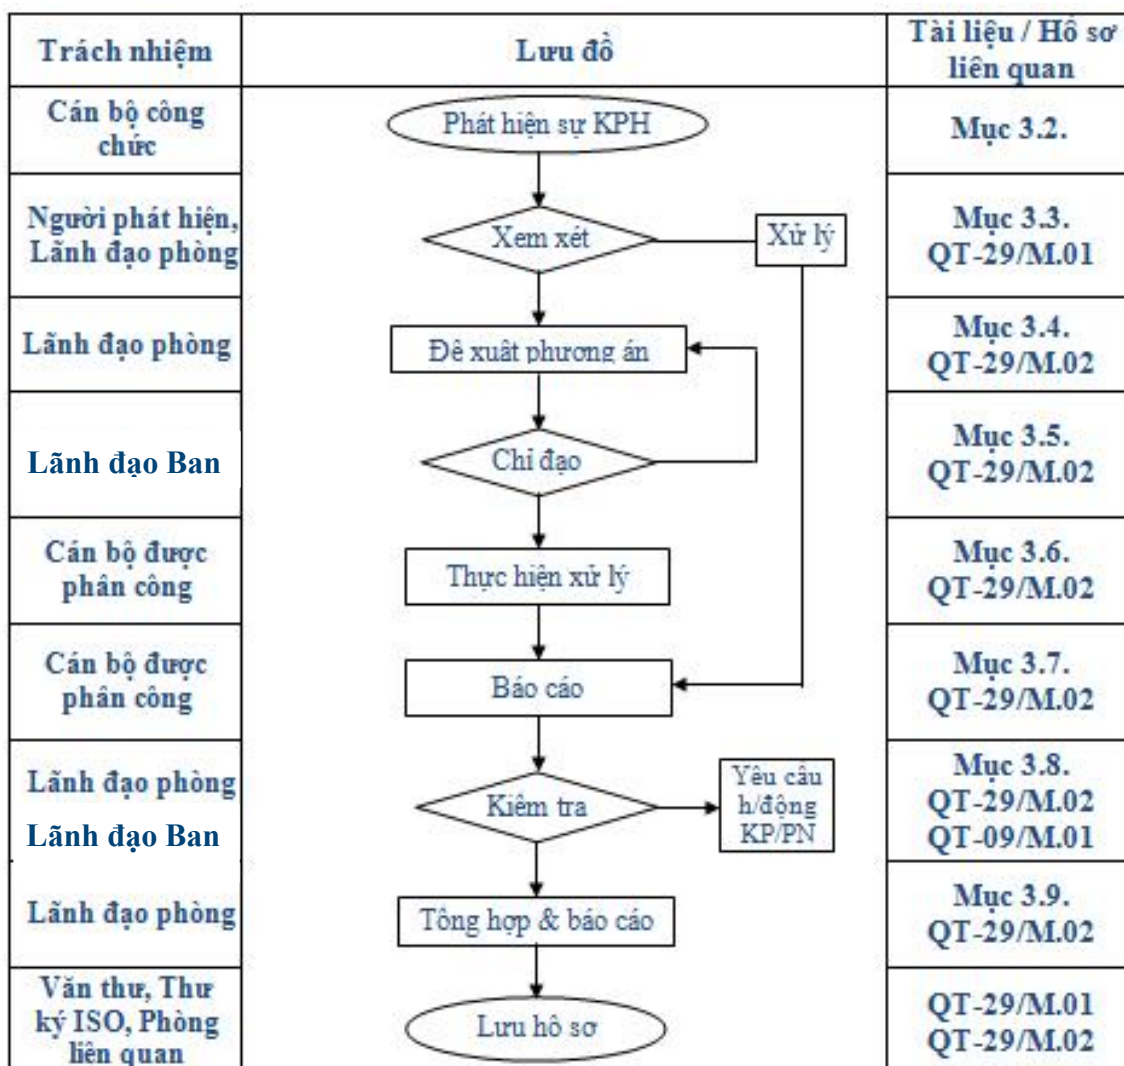 Trách nhiệm
Lưu đồ
Tài liệu / Hồ sơ
liên quan
Cán bộ công
chức
Phát hiện sự KPH
Mục 3.2.
Người phát hiện,
Lãnh đạo phòng
Xem xét
Xử lý
Mục 3.3.
QT-29/M.01
Lãnh đạo phòng
Đề xuất phương án
Mục 3.4.
QT-29/M.02
Lãnh đạo Ban
Chỉ đạo
Mục 3.5.
QT-29/M.02
Cán bộ được
phân công
Thực hiện xử lý
Mục 3.6.
QT-29/M.02
Cán bộ được
phân công
Báo cáo
Mục 3.7.
QT-29/M.02
Lãnh đạo phòng
Lãnh đạo Ban
Kiểm tra
Yêu cầu
h/động
KP/PN
Mục 3.8.
QT-29/M.02
QT-09/M.01
Lãnh đạo phòng
Tổng hợp & báo cáo
Mục 3.9.
QT-29/M.02
Văn thư, Thư
ký ISO, Phòng
liên quan
Lưu hồ sơ
QT-29/M.01
QT-29/M.02